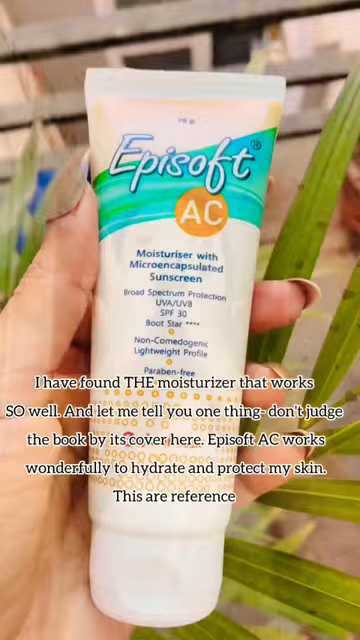 Episoft®
AC
Moisturiser with
Microencapsulated
Sunscreen
Broad Spectrum Protection
UVA/UVB
SPF 30
Boot Star ****
Non-Comedogenic
Lightweight Profile
Paraben-free
I have found THE moisturizer that works
SO well. And let me tell you one thing- don't judge
the book by its cover here. Episoft AC works
wonderfully to hydrate and protect my skin.
This are reference